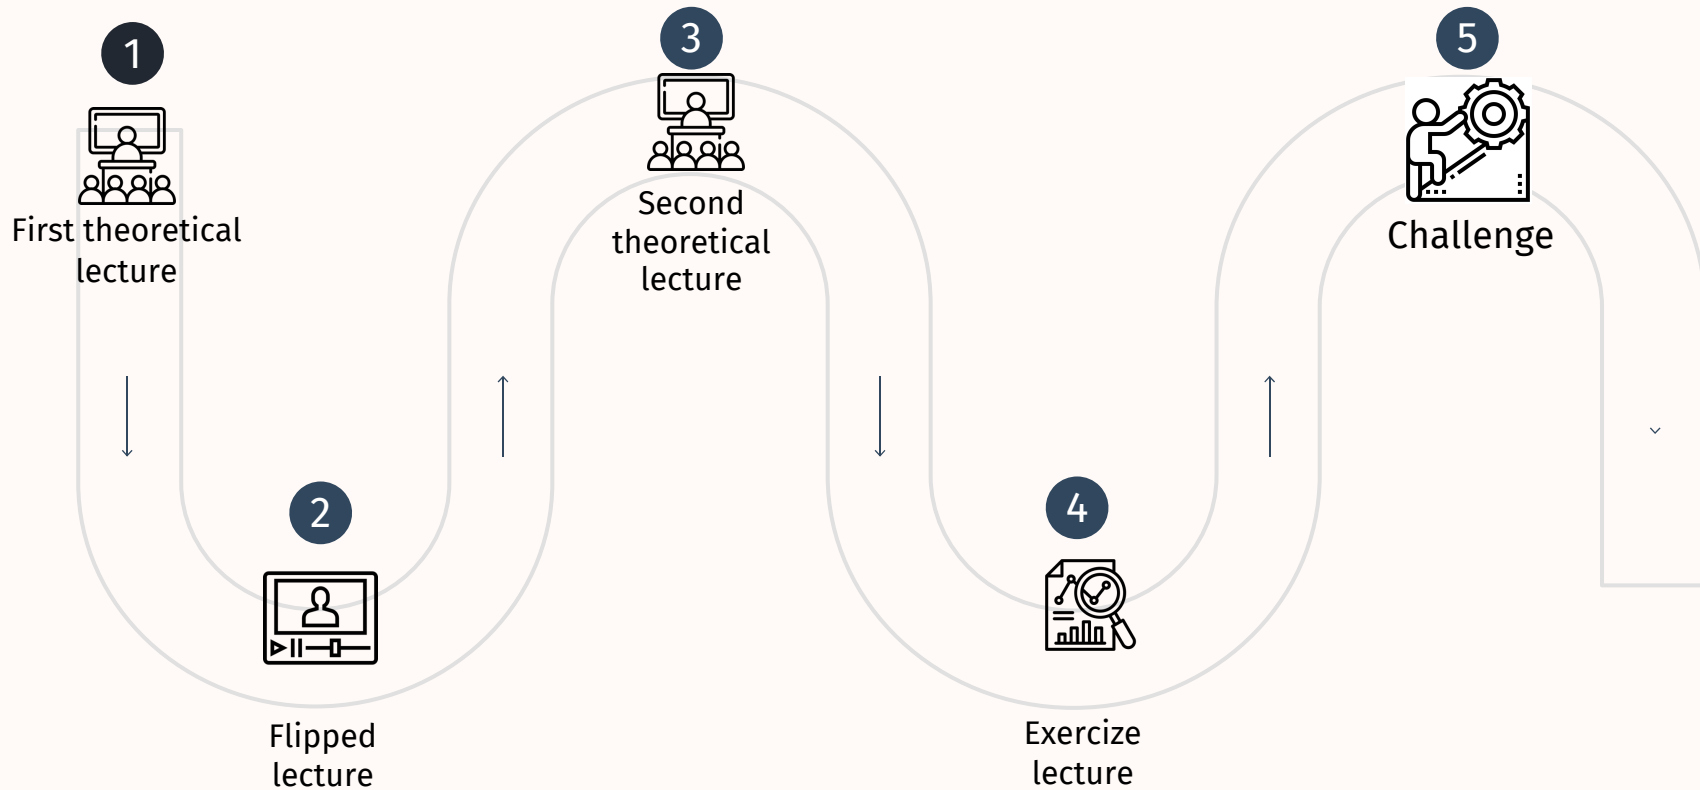 1
First theoretical
lecture
2
Flipped
lecture
3
Second
theoretical
lecture
4
Exercize
lecture
5
Challenge